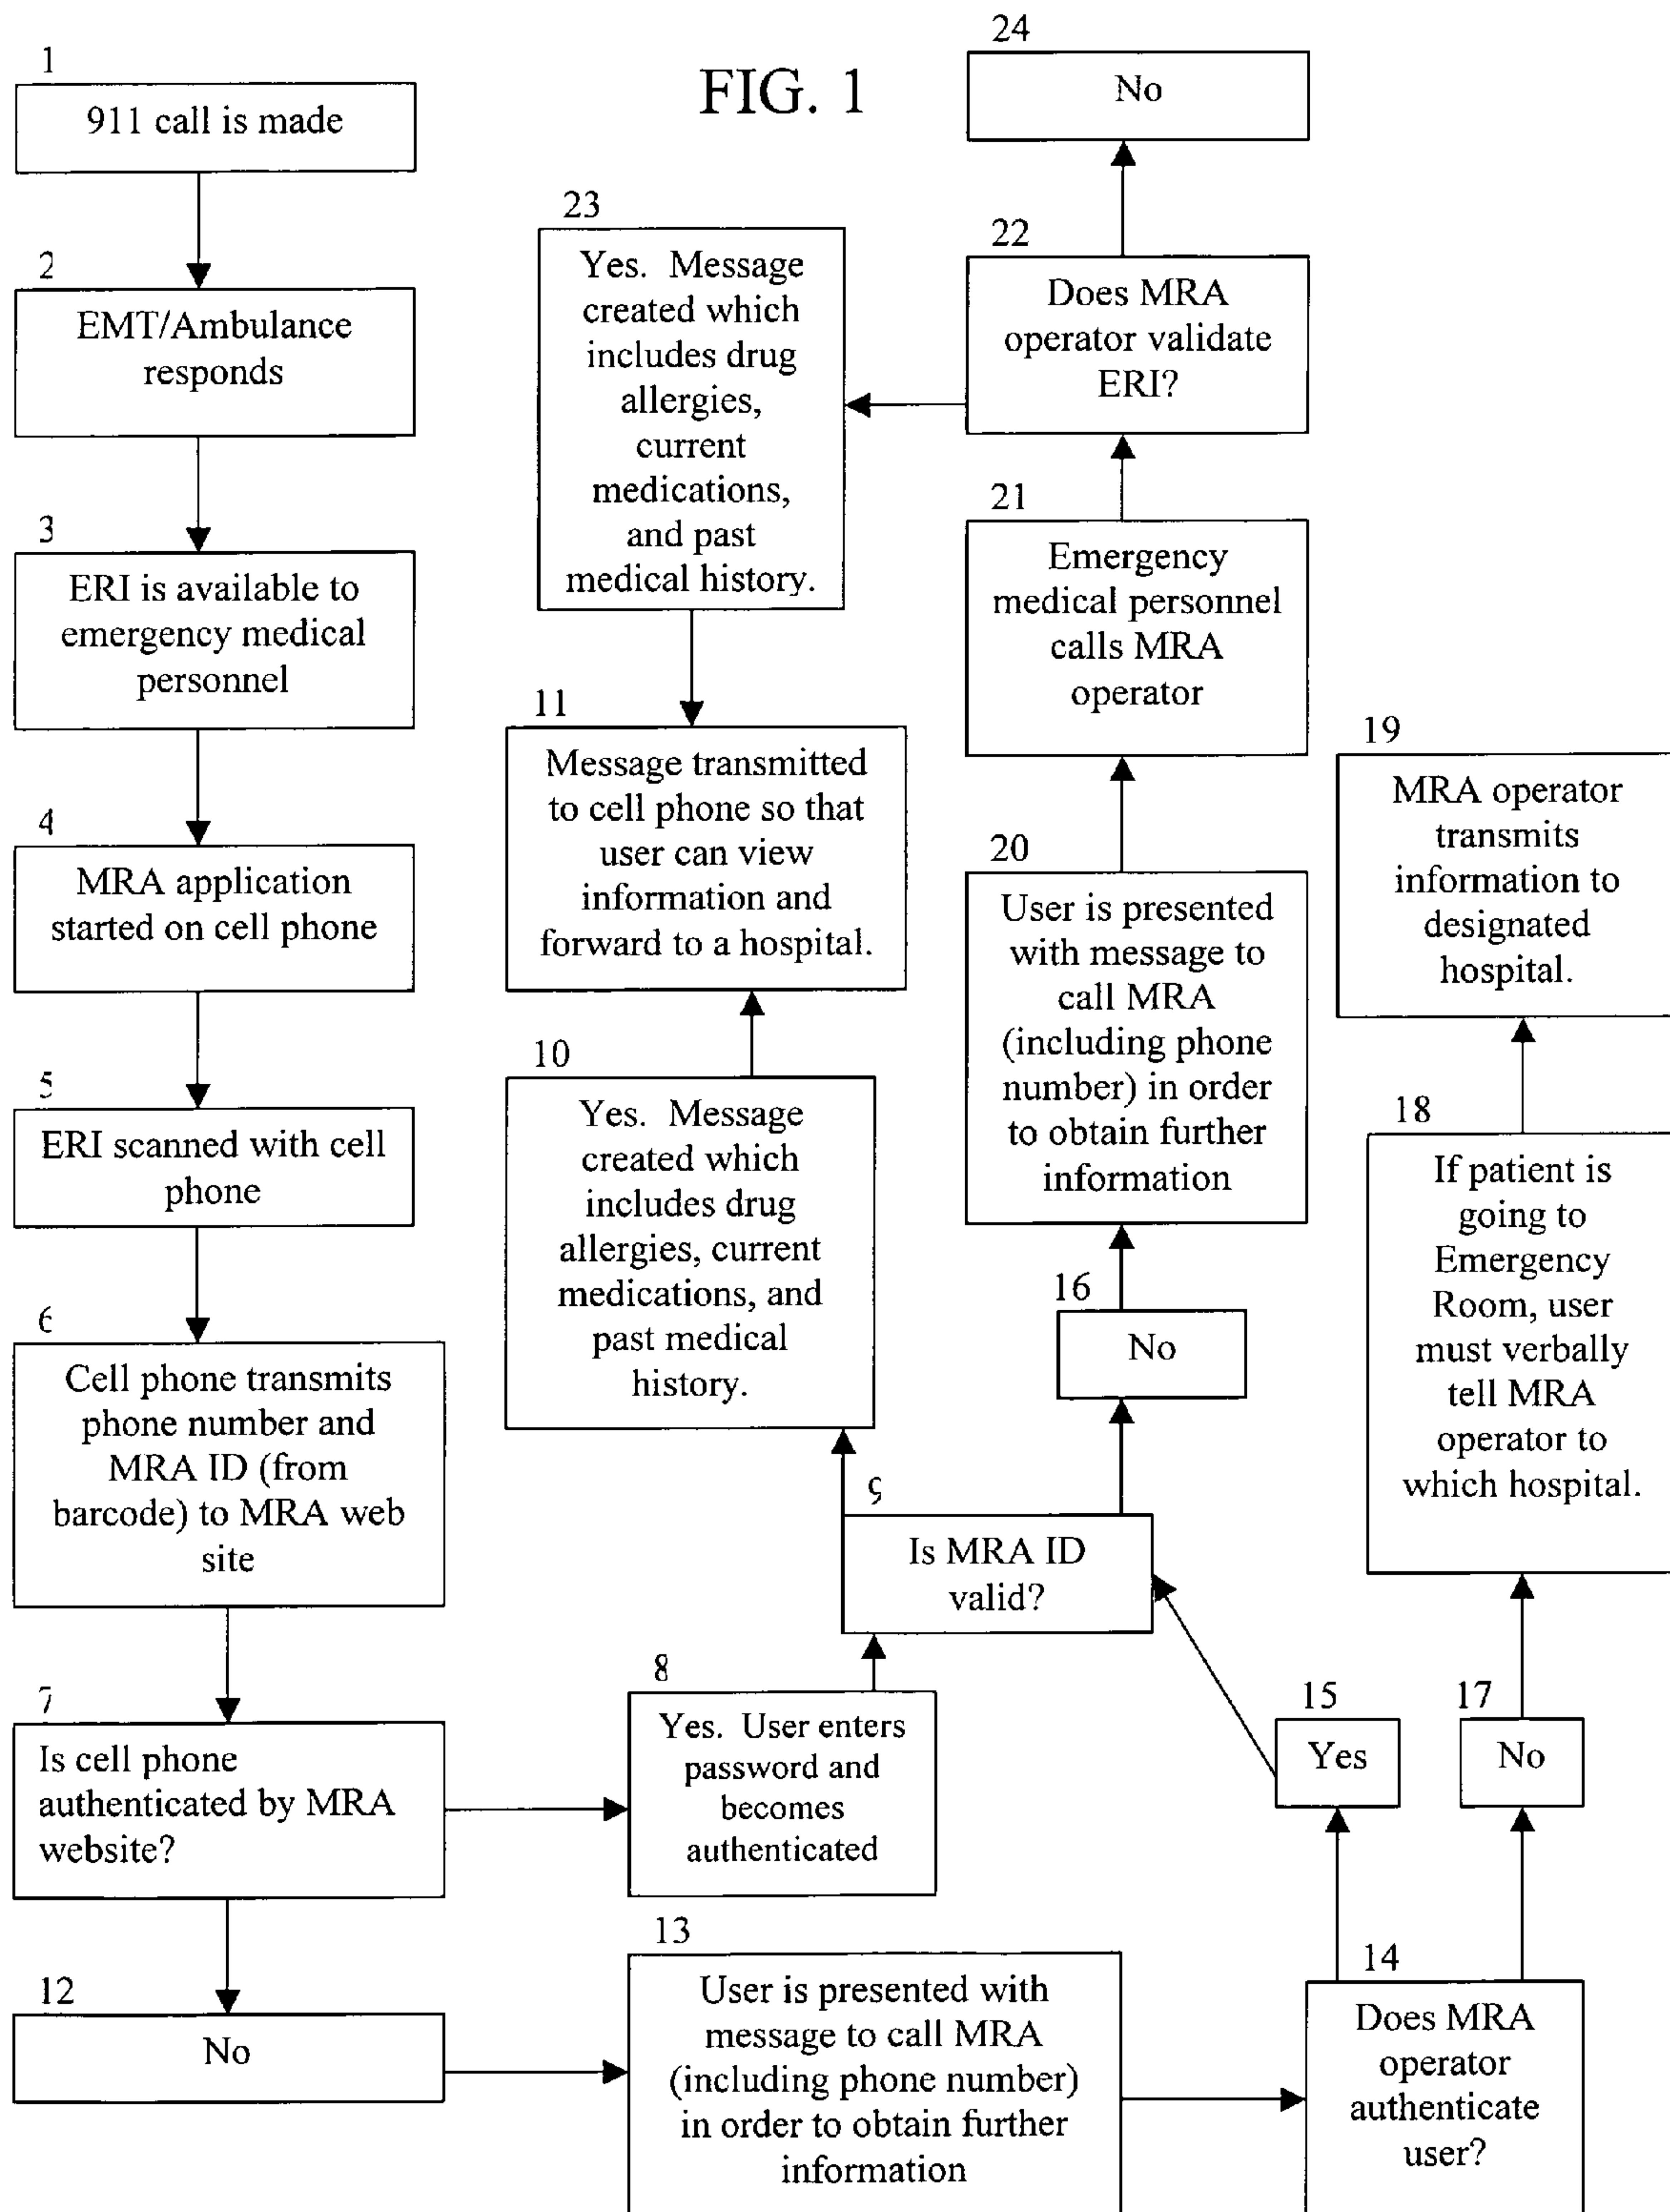 FIG. 1
1
911 call is made
2
EMT/Ambulance
responds
3
ERI is available to
emergency medical
personnel
4
MRA application
started on cell phone
5
ERI scanned with cell
phone
6
Cell phone transmits
phone number and
MRA ID (from
barcode) to MRA web
site
7
Is cell phone
authenticated by MRA
website?
8
Yes. User enters
password and
becomes
authenticated
9
Is MRA ID
valid?
10
Yes. Message
created which
includes drug
allergies, current
medications, and
past medical
history.
11
Message transmitted
to cell phone so that
user can view
information and
forward to a hospital.
12
No
13
User is presented with
message to call MRA
(including phone number)
in order to obtain further
information
14
Does MRA
operator
authenticate
user?
15
Yes
16
No
17
No
18
If patient is
going to
Emergency
Room, user
must verbally
tell MRA
operator to
which hospital.
19
MRA operator
transmits
information to
designated
hospital.
20
User is presented
with message to
call MRA
(including phone
number) in order
to obtain further
information
21
Emergency
medical personnel
calls MRA
operator
22
Does MRA
operator validate
ERI?
23
Yes. Message
created which
includes drug
allergies,
current
medications,
and past
medical history.
24
No